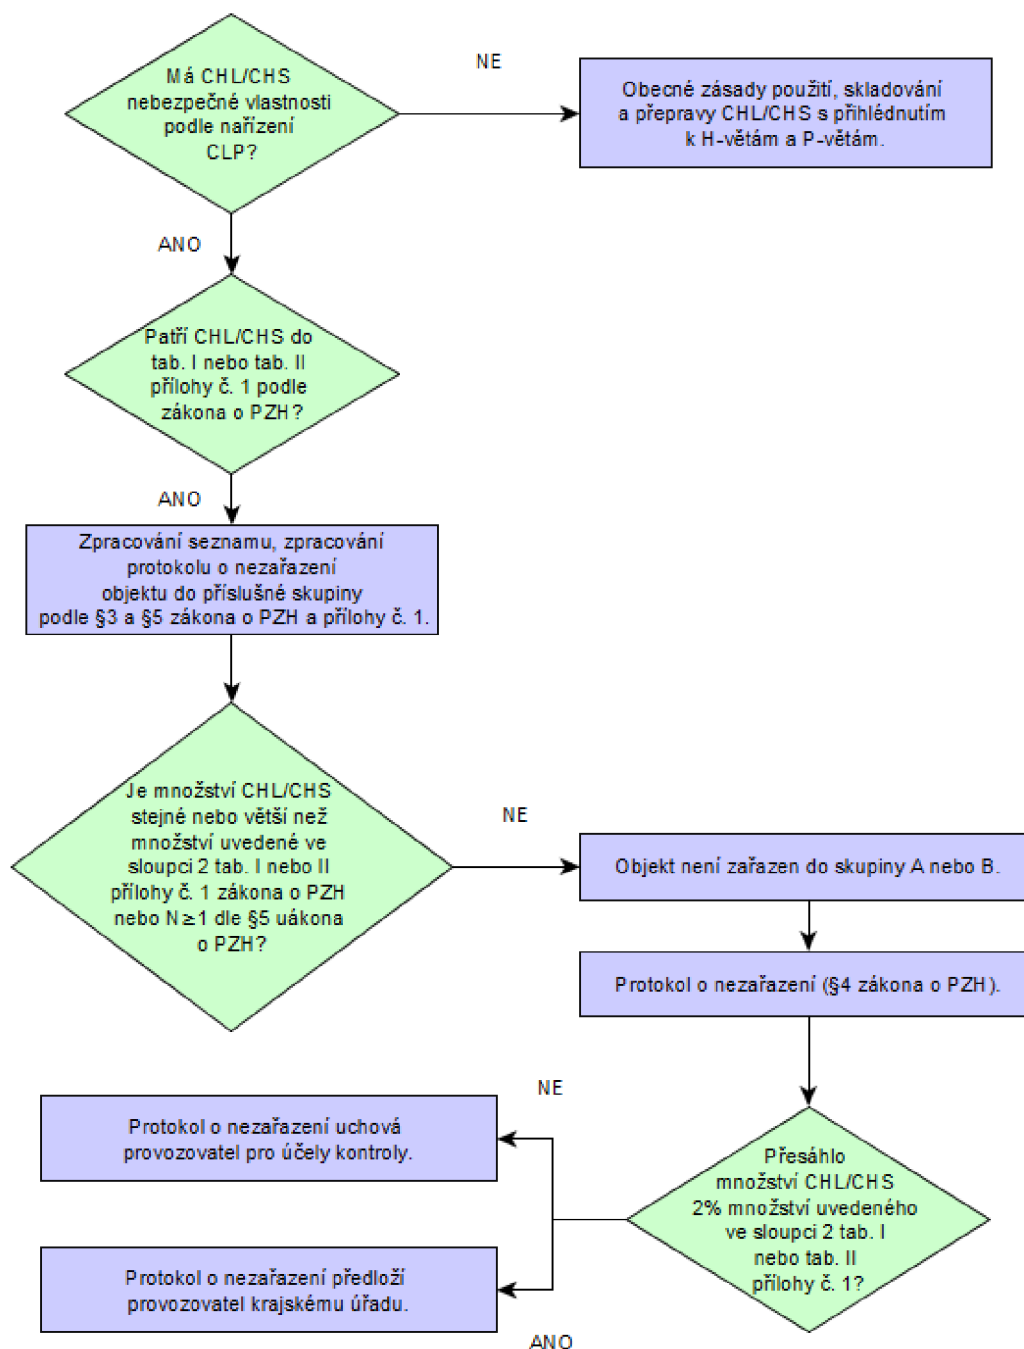 Má CHL/CHS
nebezpečné vlastnosti
podle nařízení
CLP?
NE
Obecné zásady použití, skladování
a přepravy CHL/CHS s přihlédnutím
k H-větám a P-větám.
ANO
Patří CHL/CHS do
tab. I nebo tab. II
přílohy č. 1 podle
zákona o PZH?
ANO
Zpracování seznamu, zpracování
protokolu o nezařazení
objektu do příslušné skupiny
podle §3 a §5 zákona o PZH a přílohy č. 1.
Je množství CHL/CHS
stejné nebo větší než
množství uvedené ve
sloupci 2 tab. I nebo II
přílohy č. 1 zákona o PZH
nebo N≥1 dle §5 uákona
o PZH?
NE
Objekt není zařazen do skupiny A nebo B.
Protokol o nezařazení (§4 zákona o PZH).
Přesáhlo
množství CHL/CHS
2% množství uvedeného
ve sloupci 2 tab. I
nebo tab. II
přílohy č. 1?
NE
Protokol o nezařazení uchová
provozovatel pro účely kontroly.
Protokol o nezařazení předloží
provozovatel krajskému úřadu.
ANO